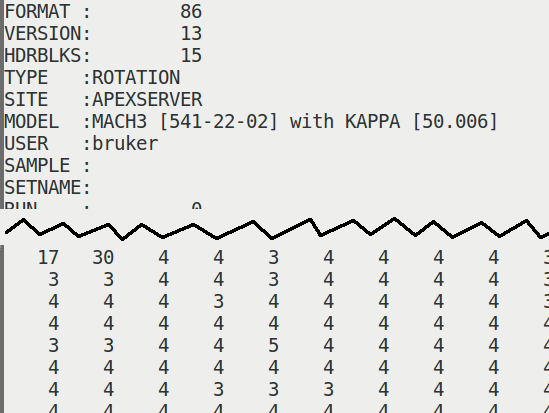 FORMAT :        86
VERSION:        13
HDRBLKS:        15
TYPE   :ROTATION
SITE   :APEXSERVER
MODEL  :MACH3 [541-22-02] with KAPPA [50.006]
USER   :bruker
SAMPLE :
SETNAME:
RUN    :         0
17 30 4 4 3 4 4 4 4 3
3 3 4 4 3 4 4 4 4 3
4 4 4 3 4 4 4 4 4 3
4 4 4 4 4 4 4 4 4 4
3 3 4 4 5 4 4 4 4 4
4 4 4 4 4 4 4 4 4 4
4 4 4 3 3 3 4 4 4 4
4 4 4 4 4 4 4 4 4 4